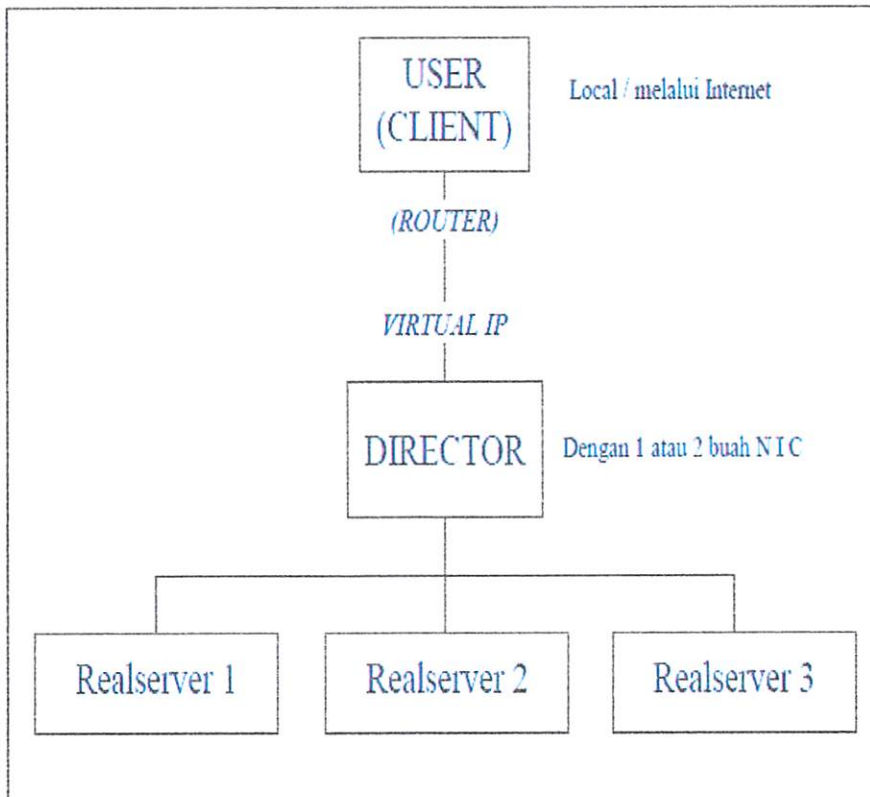 USER
(CLIENT)
Local / melalui Internet
(ROUTER)
VIRTUAL IP
DIRECTOR
Dengan 1 atau 2 buah N I C
Realserver 1
Realserver 2
Realserver 3